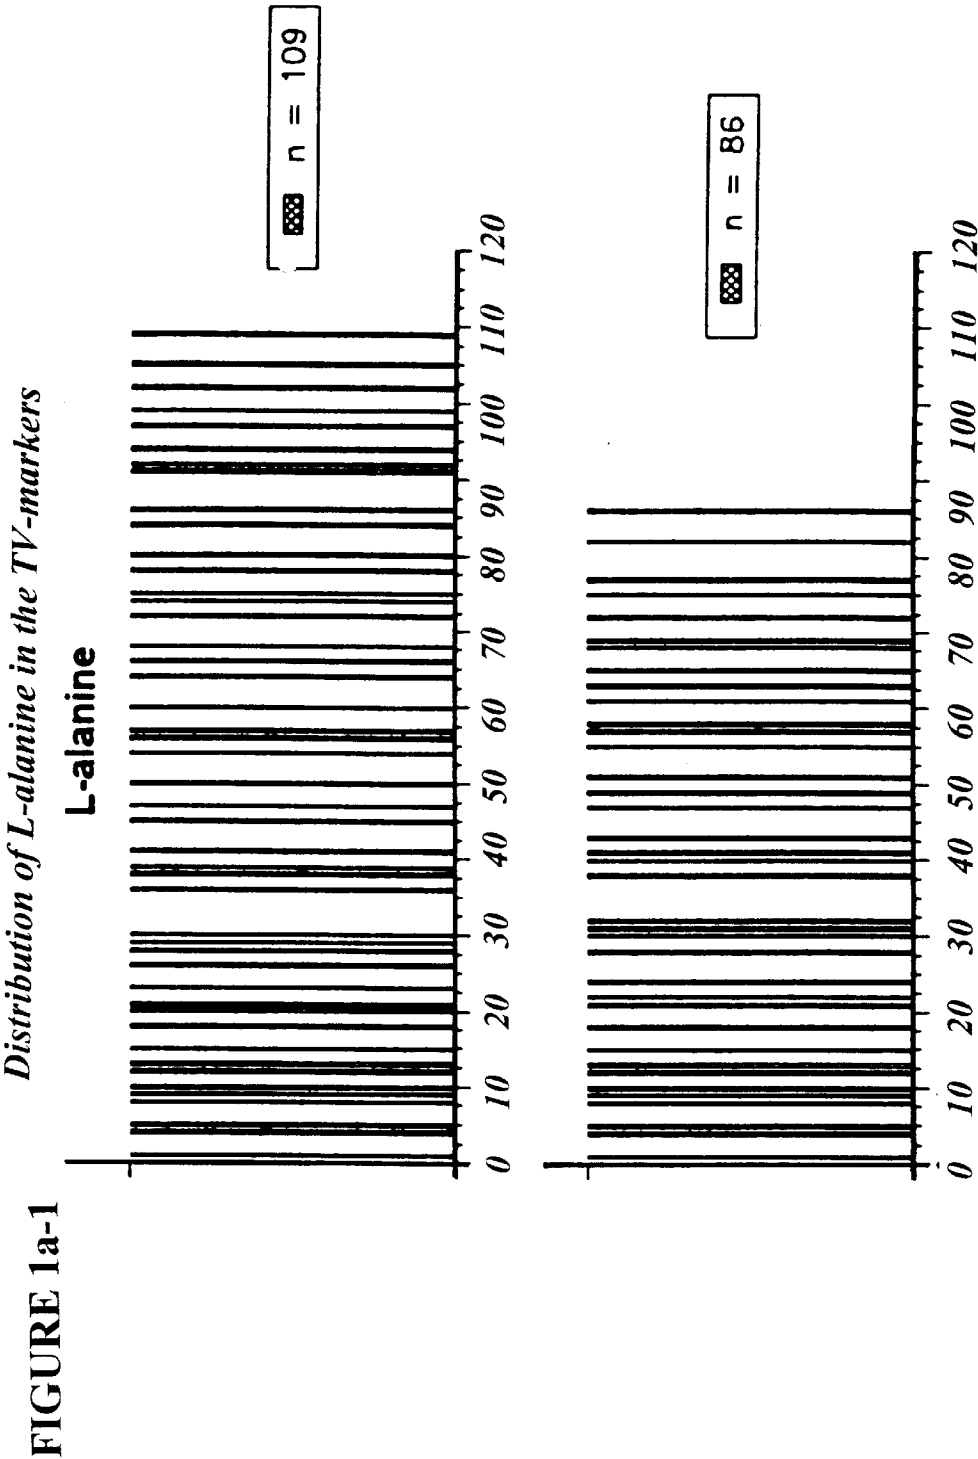 FIGURE 1a-1
Distribution of L-alanine in the TV-markers
L-alanine
n = 109
0 10 20 30 40 50 60 70 80 90 100 110 120
n = 86
0 10 20 30 40 50 60 70 80 90 100 110 120